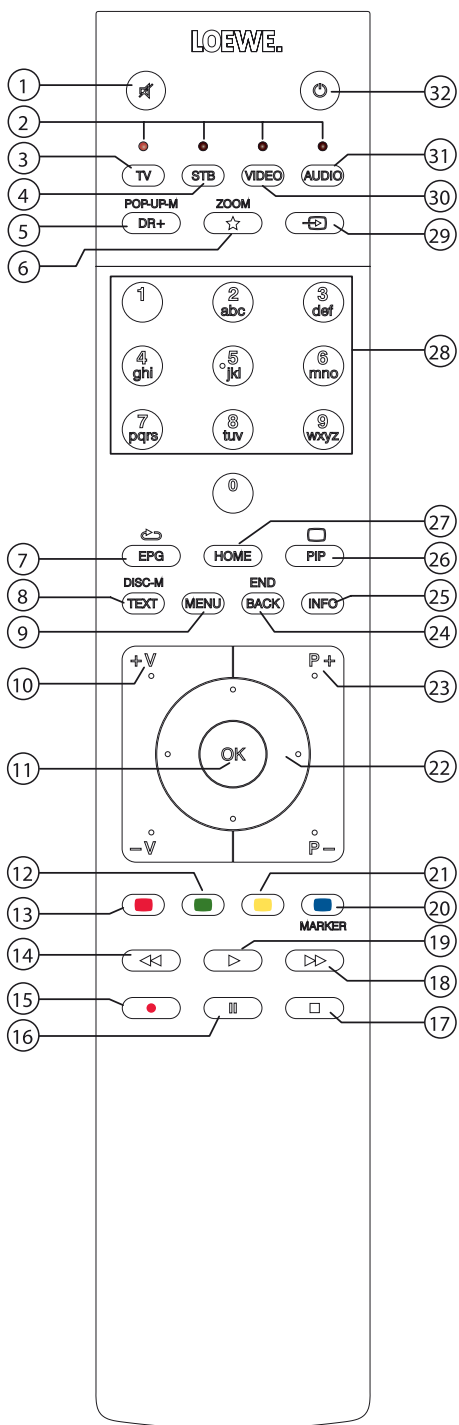 LOEWE.
1
32
2
3
TV
STB
VIDEO
AUDIO
31
4
30
POP-UP-M
ZOOM
5
DR+
29
6
1
2
abc
3
def
4
ghi
5
jkl
6
mno
28
7
pqrs
8
tuv
9
wxyz
0
27
7
EPG
HOME
PIP
26
DISC-M
END
8
TEXT
MENU
BACK
INFO
25
9
24
+V
P+
10
23
11
OK
22
−V
P−
12
21
13
20
MARKER
14
19
18
15
16
17